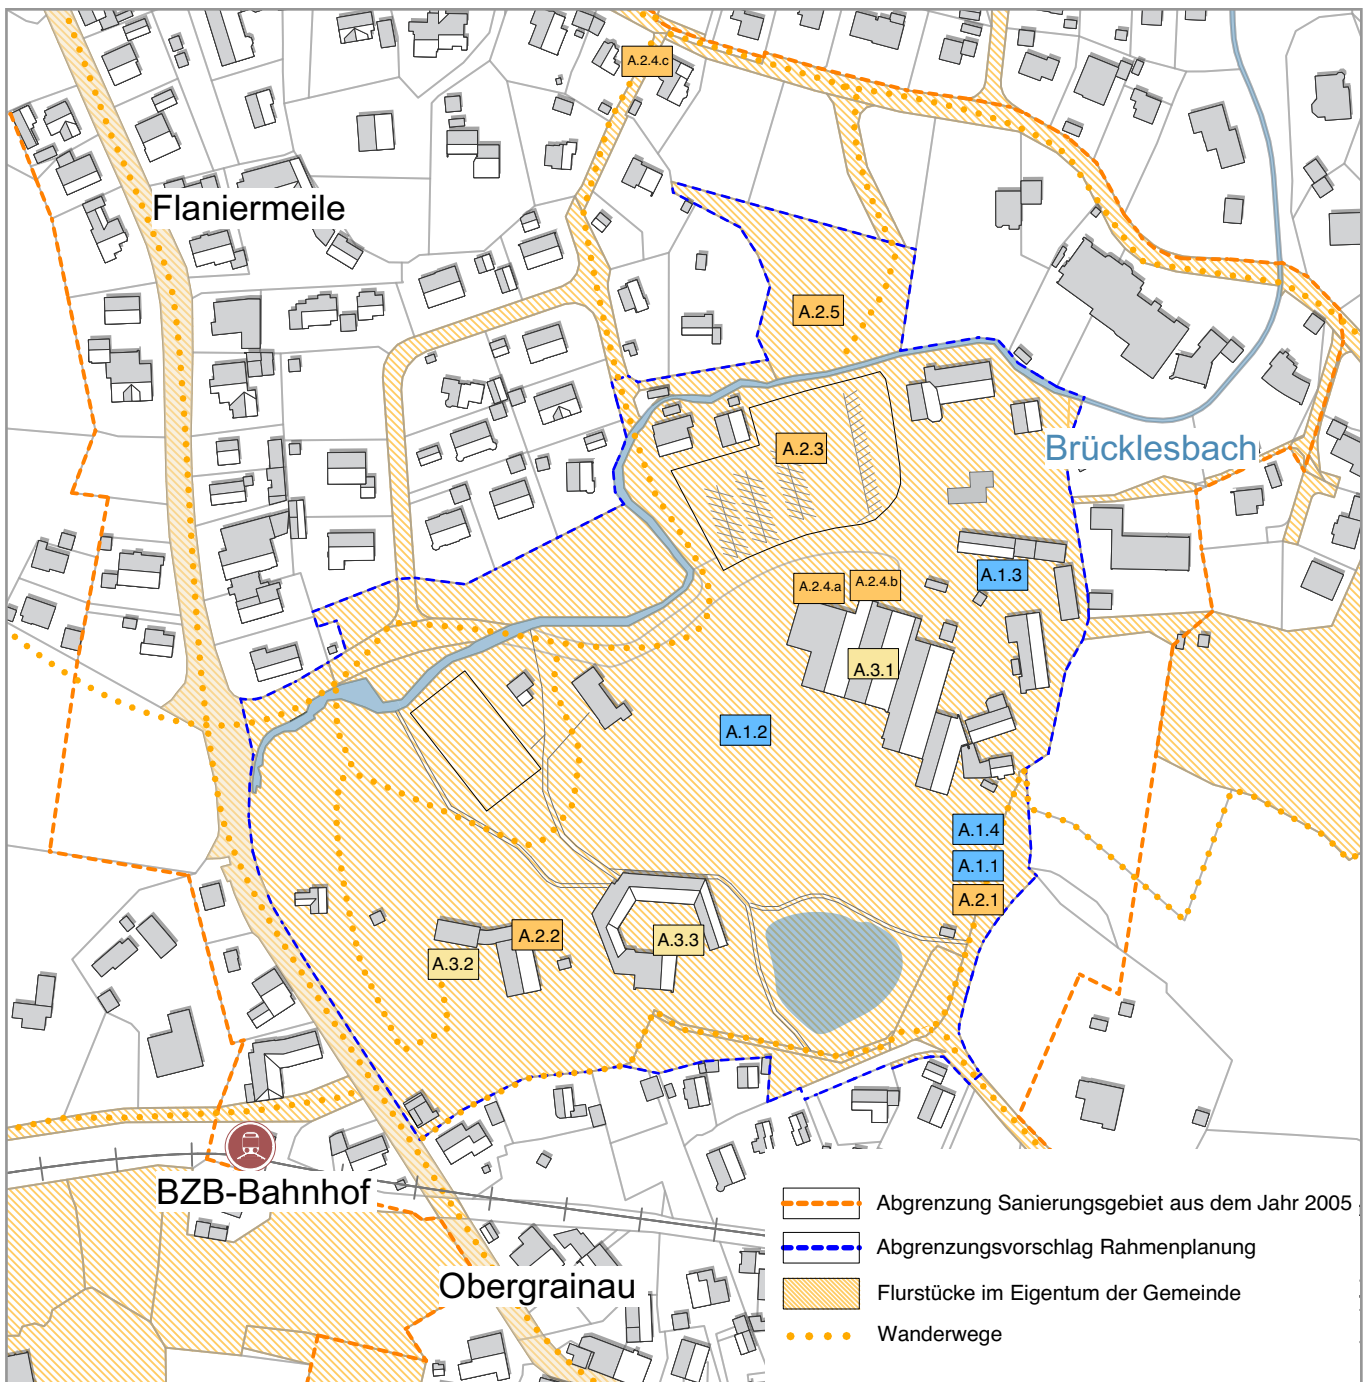 A.2.4.c
Flaniermeile
A.2.5
A.2.3
Brücklesbach
A.2.4.a
A.2.4.b
A.1.3
A.3.1
A.1.2
A.1.4
A.1.1
A.2.1
A.2.2
A.3.3
A.3.2
BZB-Bahnhof
Obergrainau
Abgrenzung Sanierungsgebiet aus dem Jahr 2005
Abgrenzungsvorschlag Rahmenplanung
Flurstücke im Eigentum der Gemeinde
Wanderwege